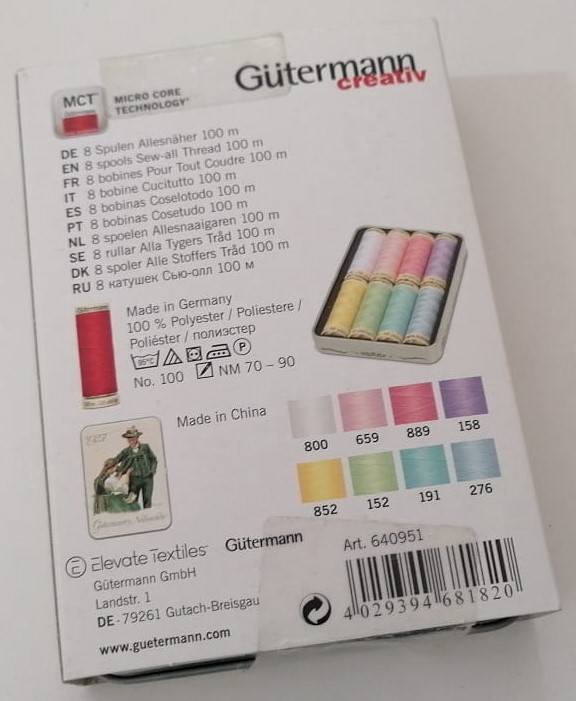 Gütermann
creativ
MCT
MICRO CORE
TECHNOLOGY
DE 8 Spulen Allesnäher 100 m
EN 8 spools Sew-all Thread 100 m
FR 8 bobines Pour Tout Coudre 100 m
IT 8 bobine Cucitutto 100 m
ES 8 bobinas Coselotodo 100 m
PT 8 bobinas Cosetudo 100 m
NL 8 spoelen Allesnaaigaren 100 m
SE 8 rullar Alla Tygers Tråd 100 m
DK 8 spoler Alle Stoffers Tråd 100 m
RU 8 катушек Сью-олл 100 м
Made in Germany
100 % Polyester / Poliestere /
Poliéster / полиэстер
95°C P
No. 100 NM 70 – 90
1927
Made in China
800 659 889 158
852 152 191 276
Elevate Textiles Gütermann
Gütermann GmbH
Landstr. 1
DE - 79261 Gutach-Breisgau
www.guetermann.com
Art. 640951
4 029394 681820